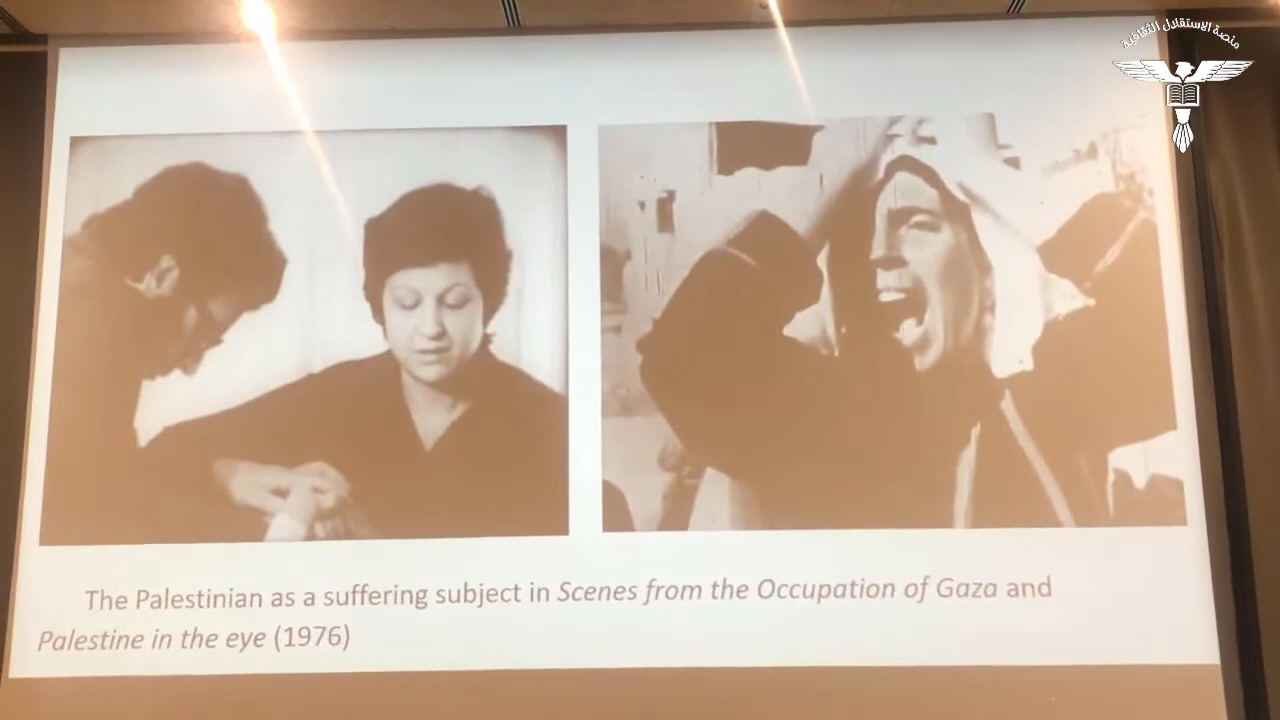 منصة الاستقلال الثقافية
The Palestinian as a suffering subject in Scenes from the Occupation of Gaza and
Palestine in the eye (1976)